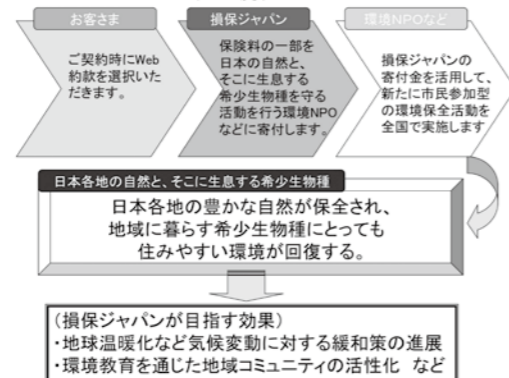 お客さま
ご契約時にWeb
約款を選択いた
だきます。
損保ジャパン
保険料の一部を
日本の自然と、
そこに生息する
希少生物種を守る
活動を行う環境NPO
などに寄付します。
環境NPOなど
損保ジャパンの
寄付金を活用して、
新たに市民参加型
の環境保全活動を
全国で実施します
日本各地の自然と、そこに生息する希少生物種
日本各地の豊かな自然が保全され、
地域に暮らす希少生物種にとっても
住みやすい環境が回復する。
(損保ジャパンが目指す効果)
・地球温暖化など気候変動に対する緩和策の進展
・環境教育を通じた地域コミュニティの活性化 など